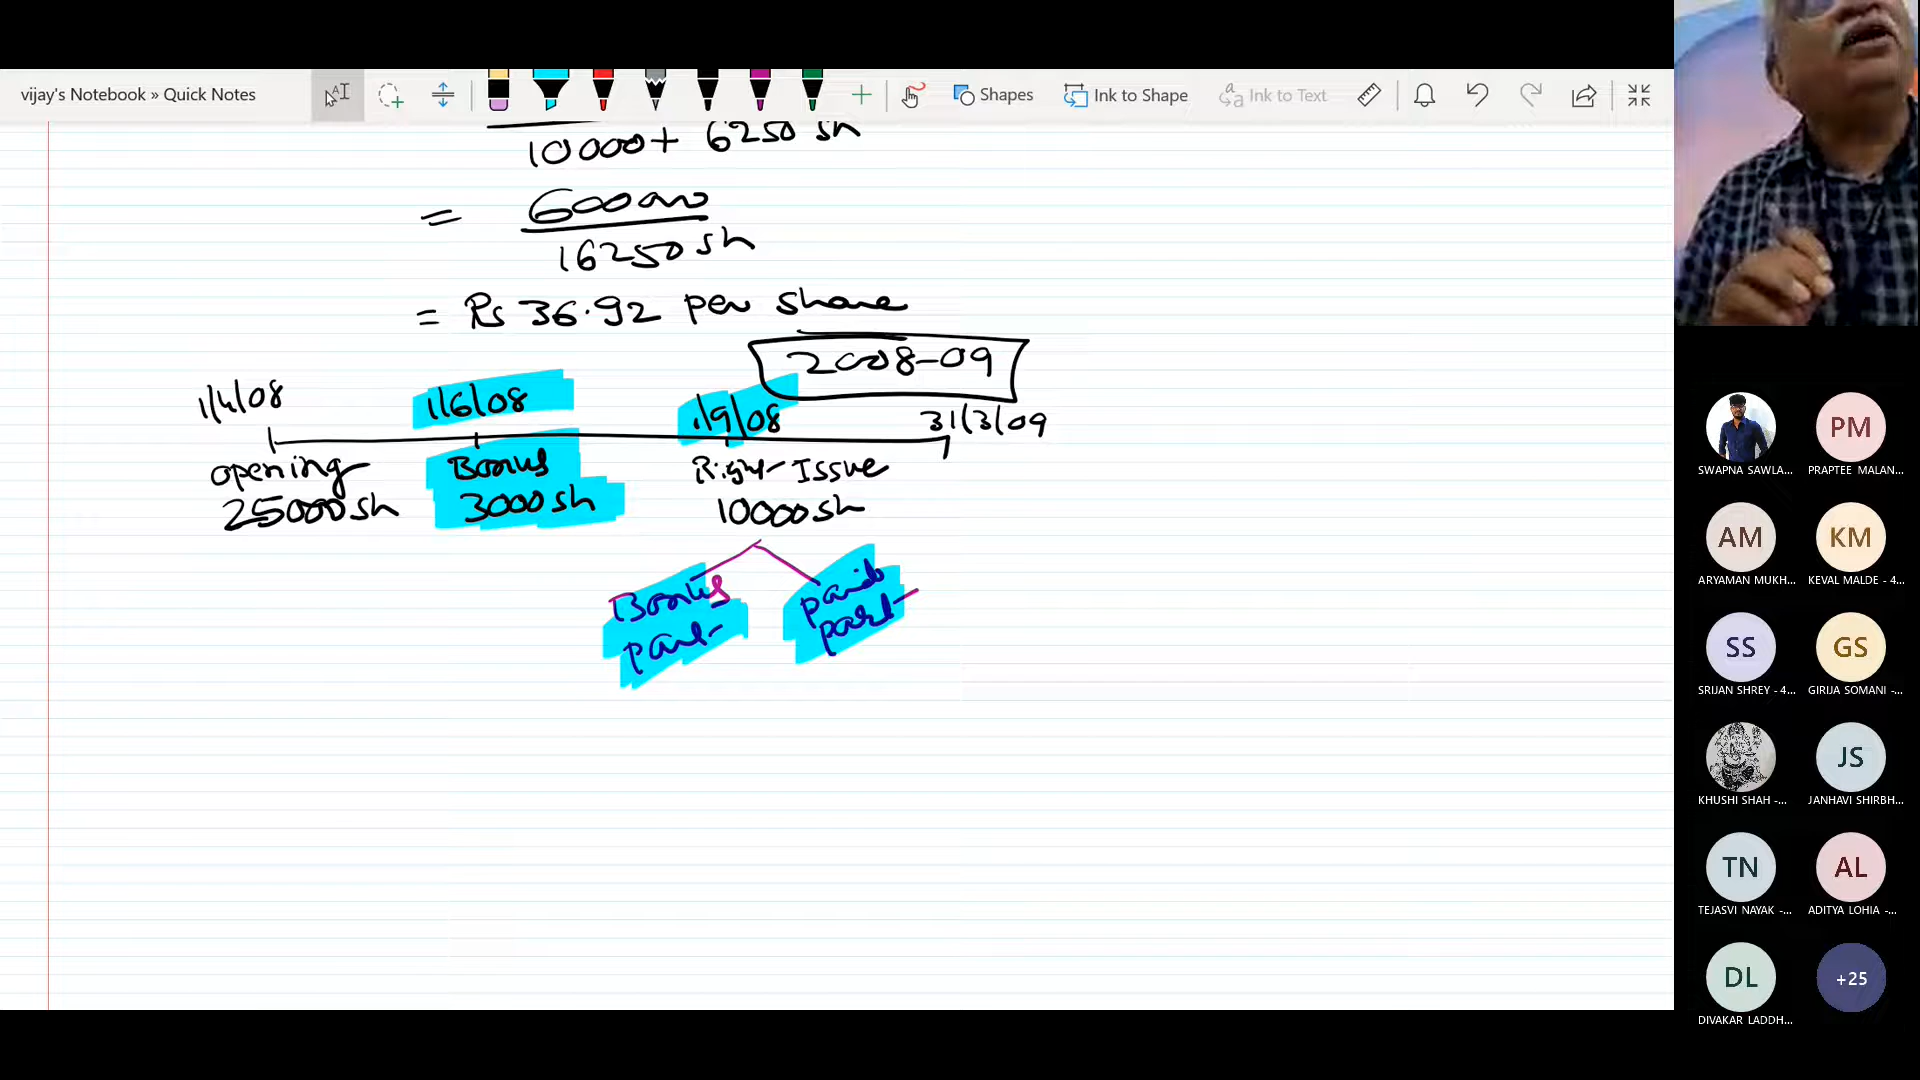 vijay's Notebook » Quick Notes
Shapes
Ink to Shape
Ink to Text
10000+ 6250 sh
= 600000
16250 sh
= Rs 36.92 per share
2008-09
1/4/08 1/6/08 1/9/08 31/3/09
opening Bonus Right Issue
25000 sh 3000 sh 10000 sh
Bonus part
paid part
SWAPNA SAWLA...
PRAPTEE MALAN...
PM
AM
KM
ARYAMAN MUKH...
KEVAL MALDE - 4...
SS
GS
SRIJAN SHREY - 4...
GIRIJA SOMANI -...
JS
KHUSHI SHAH -...
JANHAVI SHIRBH...
TN
AL
TEJASVI NAYAK -...
ADITYA LOHIA -...
DL
+25
DIVAKAR LADDH...